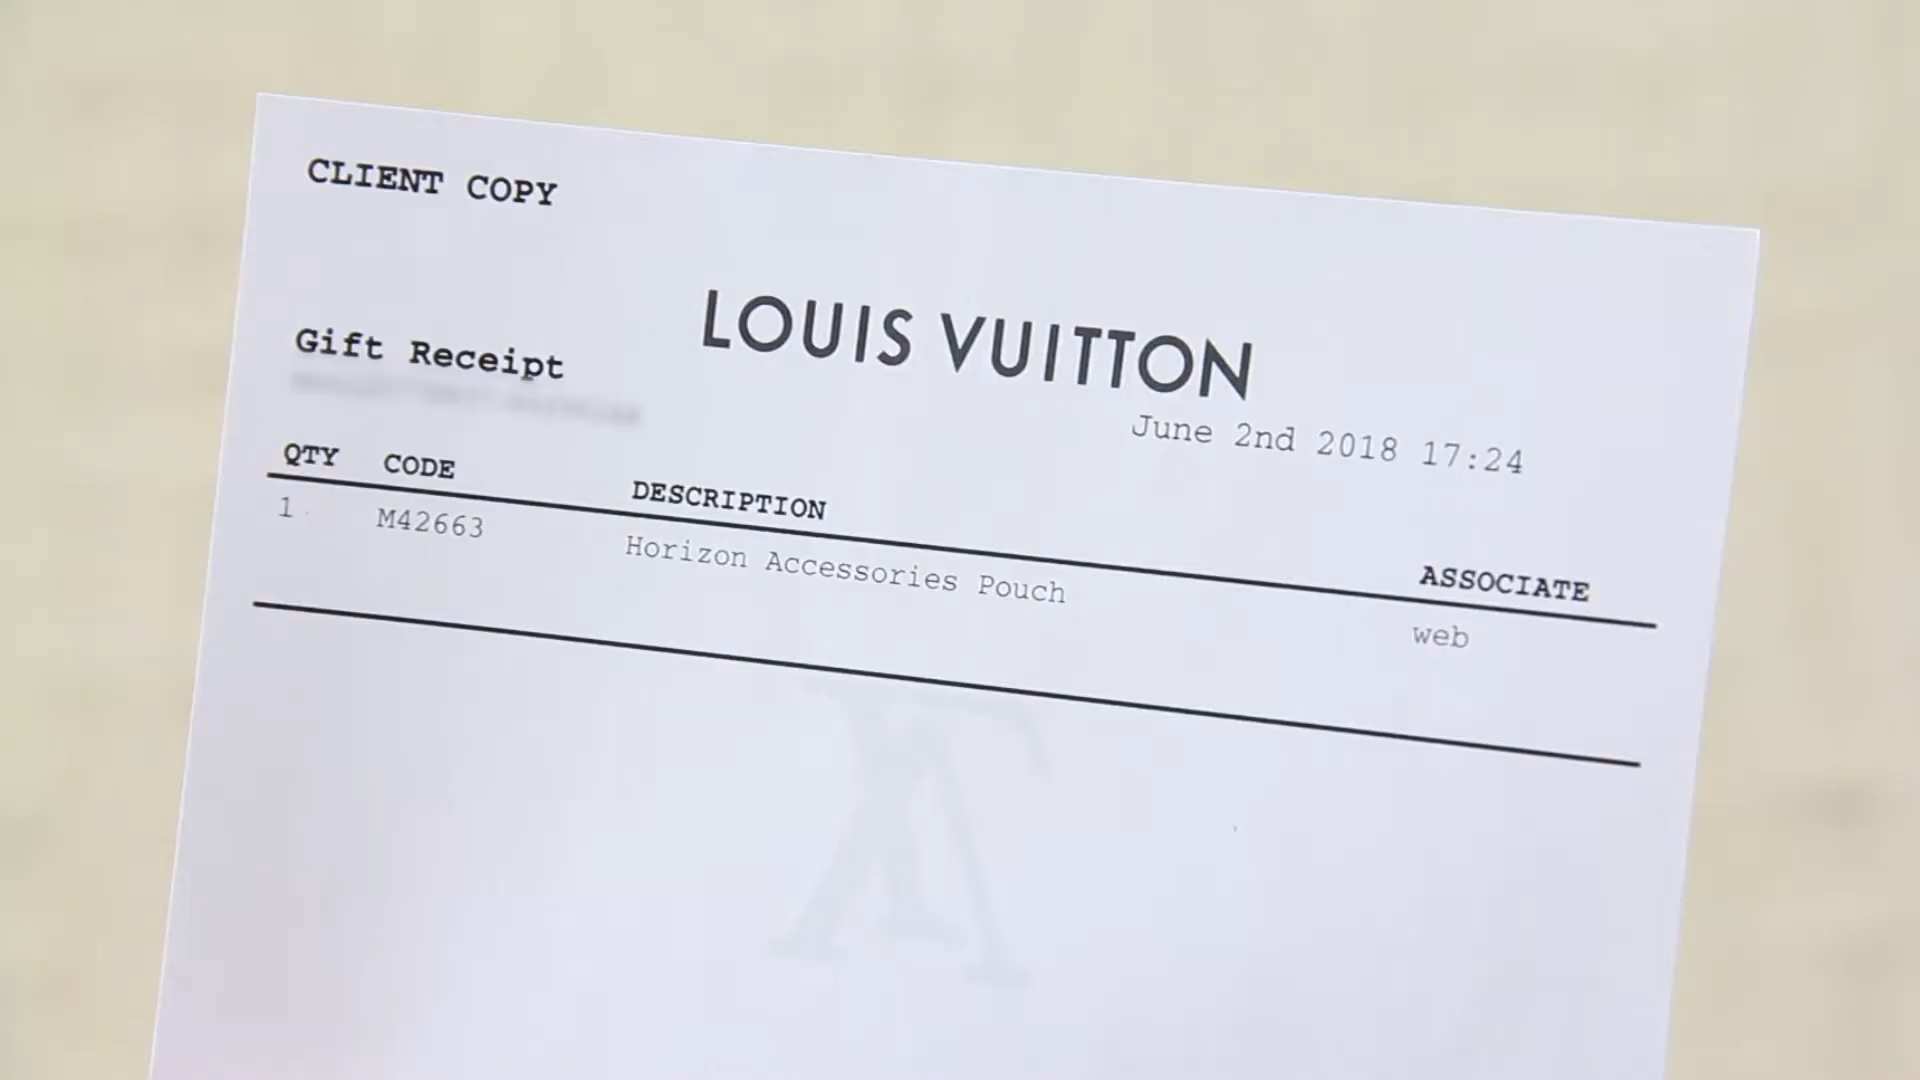 CLIENT COPY
LOUIS VUITTON
Gift Receipt
June 2nd 2018 17:24
QTY CODE DESCRIPTION ASSOCIATE
1 M42663 Horizon Accessories Pouch web